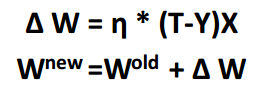 Δ W = η * (T-Y)X
Wⁿᵉʷ =Wᵒˡᵈ + Δ W